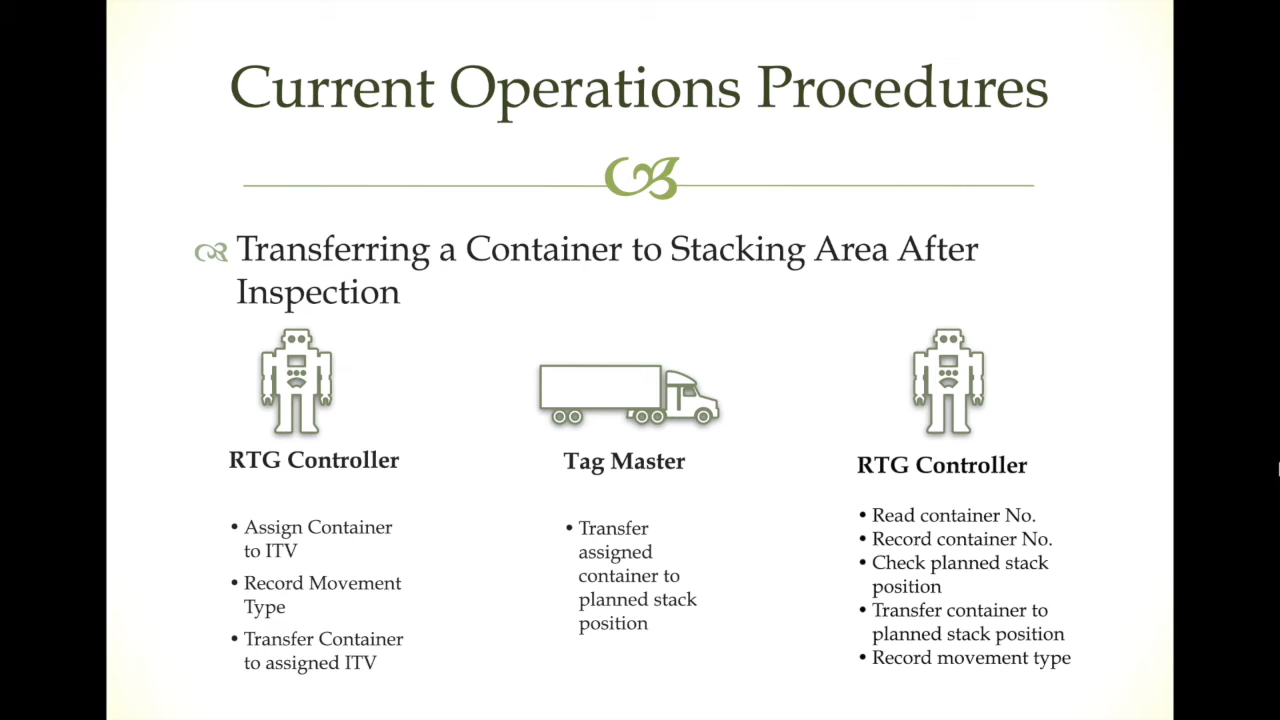 Current Operations Procedures
Transferring a Container to Stacking Area After
Inspection
RTG Controller
• Assign Container
to ITV
• Record Movement
Type
• Transfer Container
to assigned ITV
Tag Master
• Transfer
assigned
container to
planned stack
position
RTG Controller
• Read container No.
• Record container No.
• Check planned stack
position
• Transfer container to
planned stack position
• Record movement type